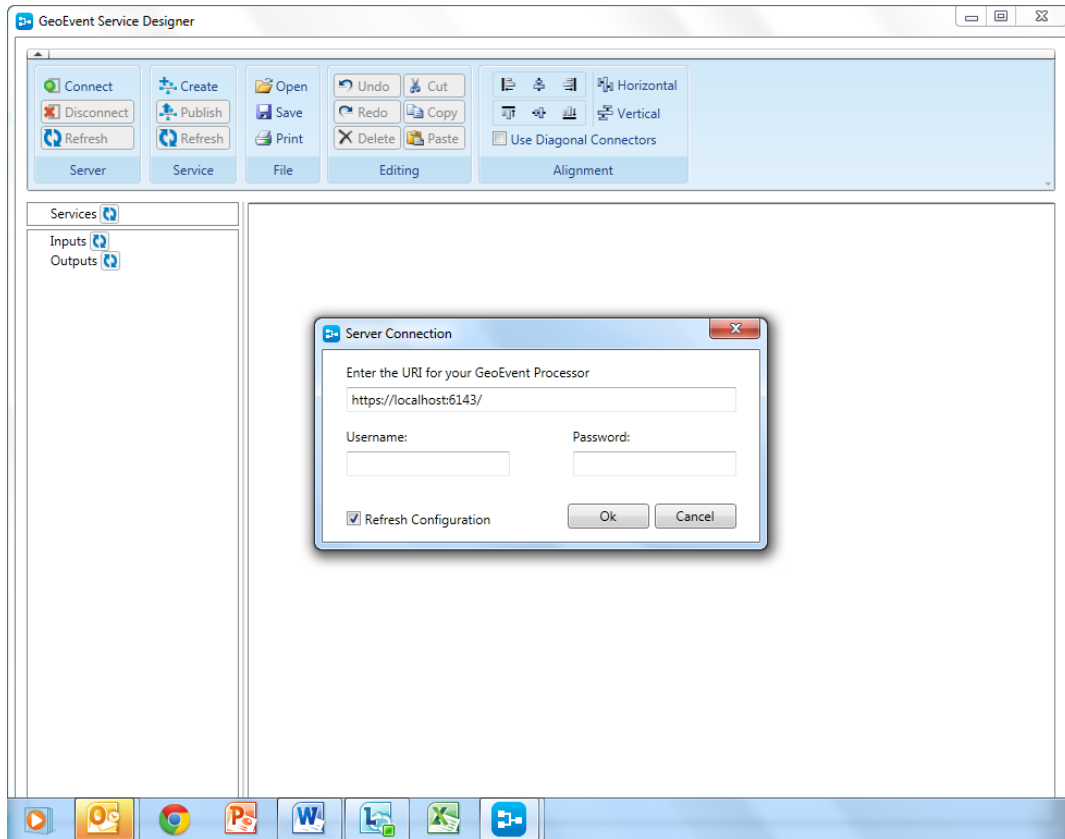 GeoEvent Service Designer
Connect
Disconnect
Refresh
Server
Create
Publish
Refresh
Service
Open
Save
Print
File
Undo Cut
Redo Copy
Delete Paste
Editing
Horizontal
Vertical
Use Diagonal Connectors
Alignment
Services
Inputs
Outputs
Server Connection
Enter the URI for your GeoEvent Processor
https://localhost:6143/
Username: Password:
Refresh Configuration Ok Cancel